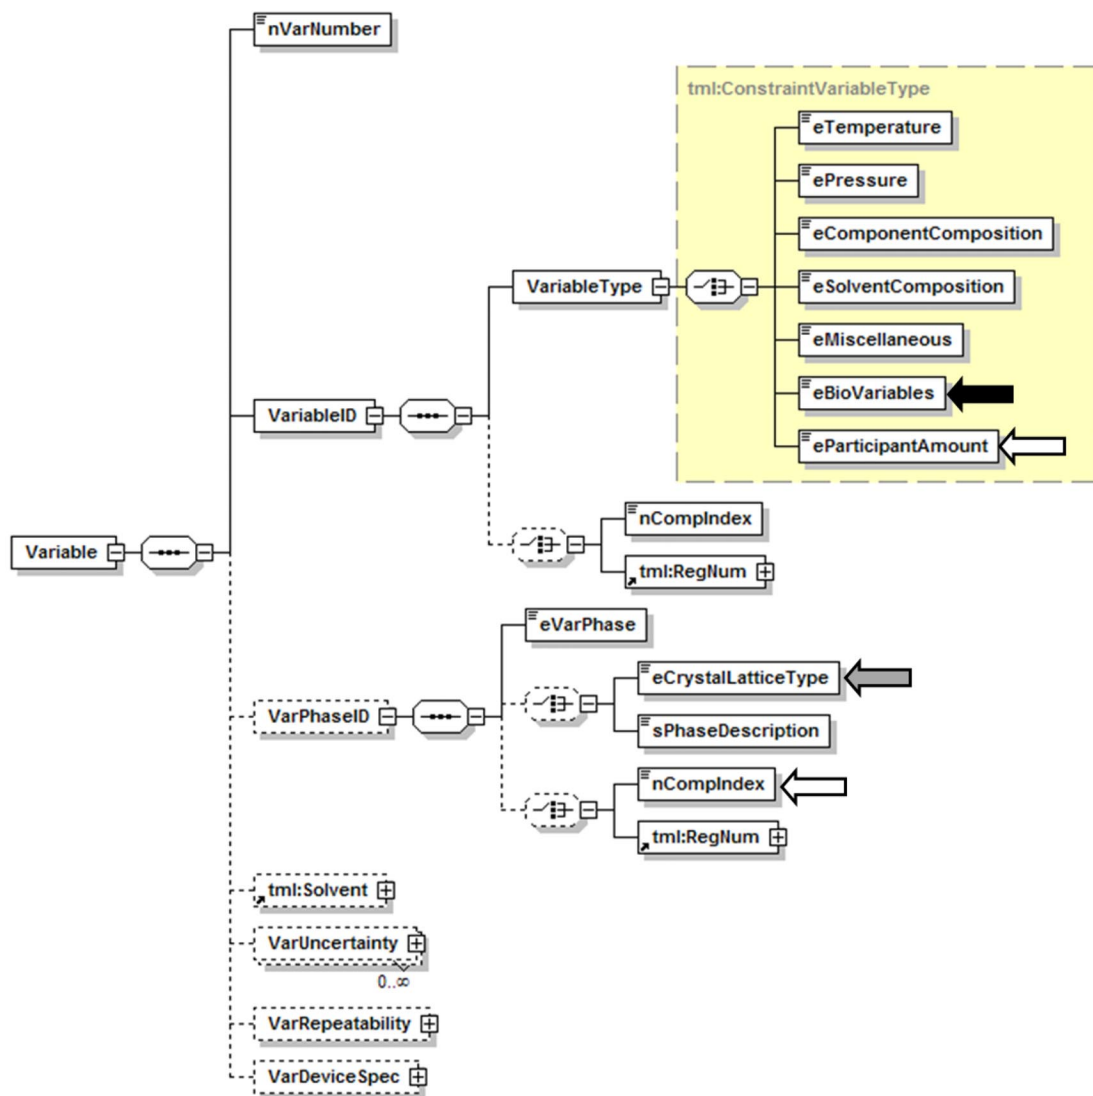 nVarNumber
tml:ConstraintVariableType
eTemperature
ePressure
eComponentComposition
VariableType
eSolventComposition
eMiscellaneous
eBioVariables
VariableID
eParticipantAmount
nCompIndex
Variable
tml:RegNum
eVarPhase
eCrystalLatticeType
VarPhaseID
sPhaseDescription
nCompIndex
tml:RegNum
tml:Solvent
VarUncertainty
0..∞
VarRepeatability
VarDeviceSpec